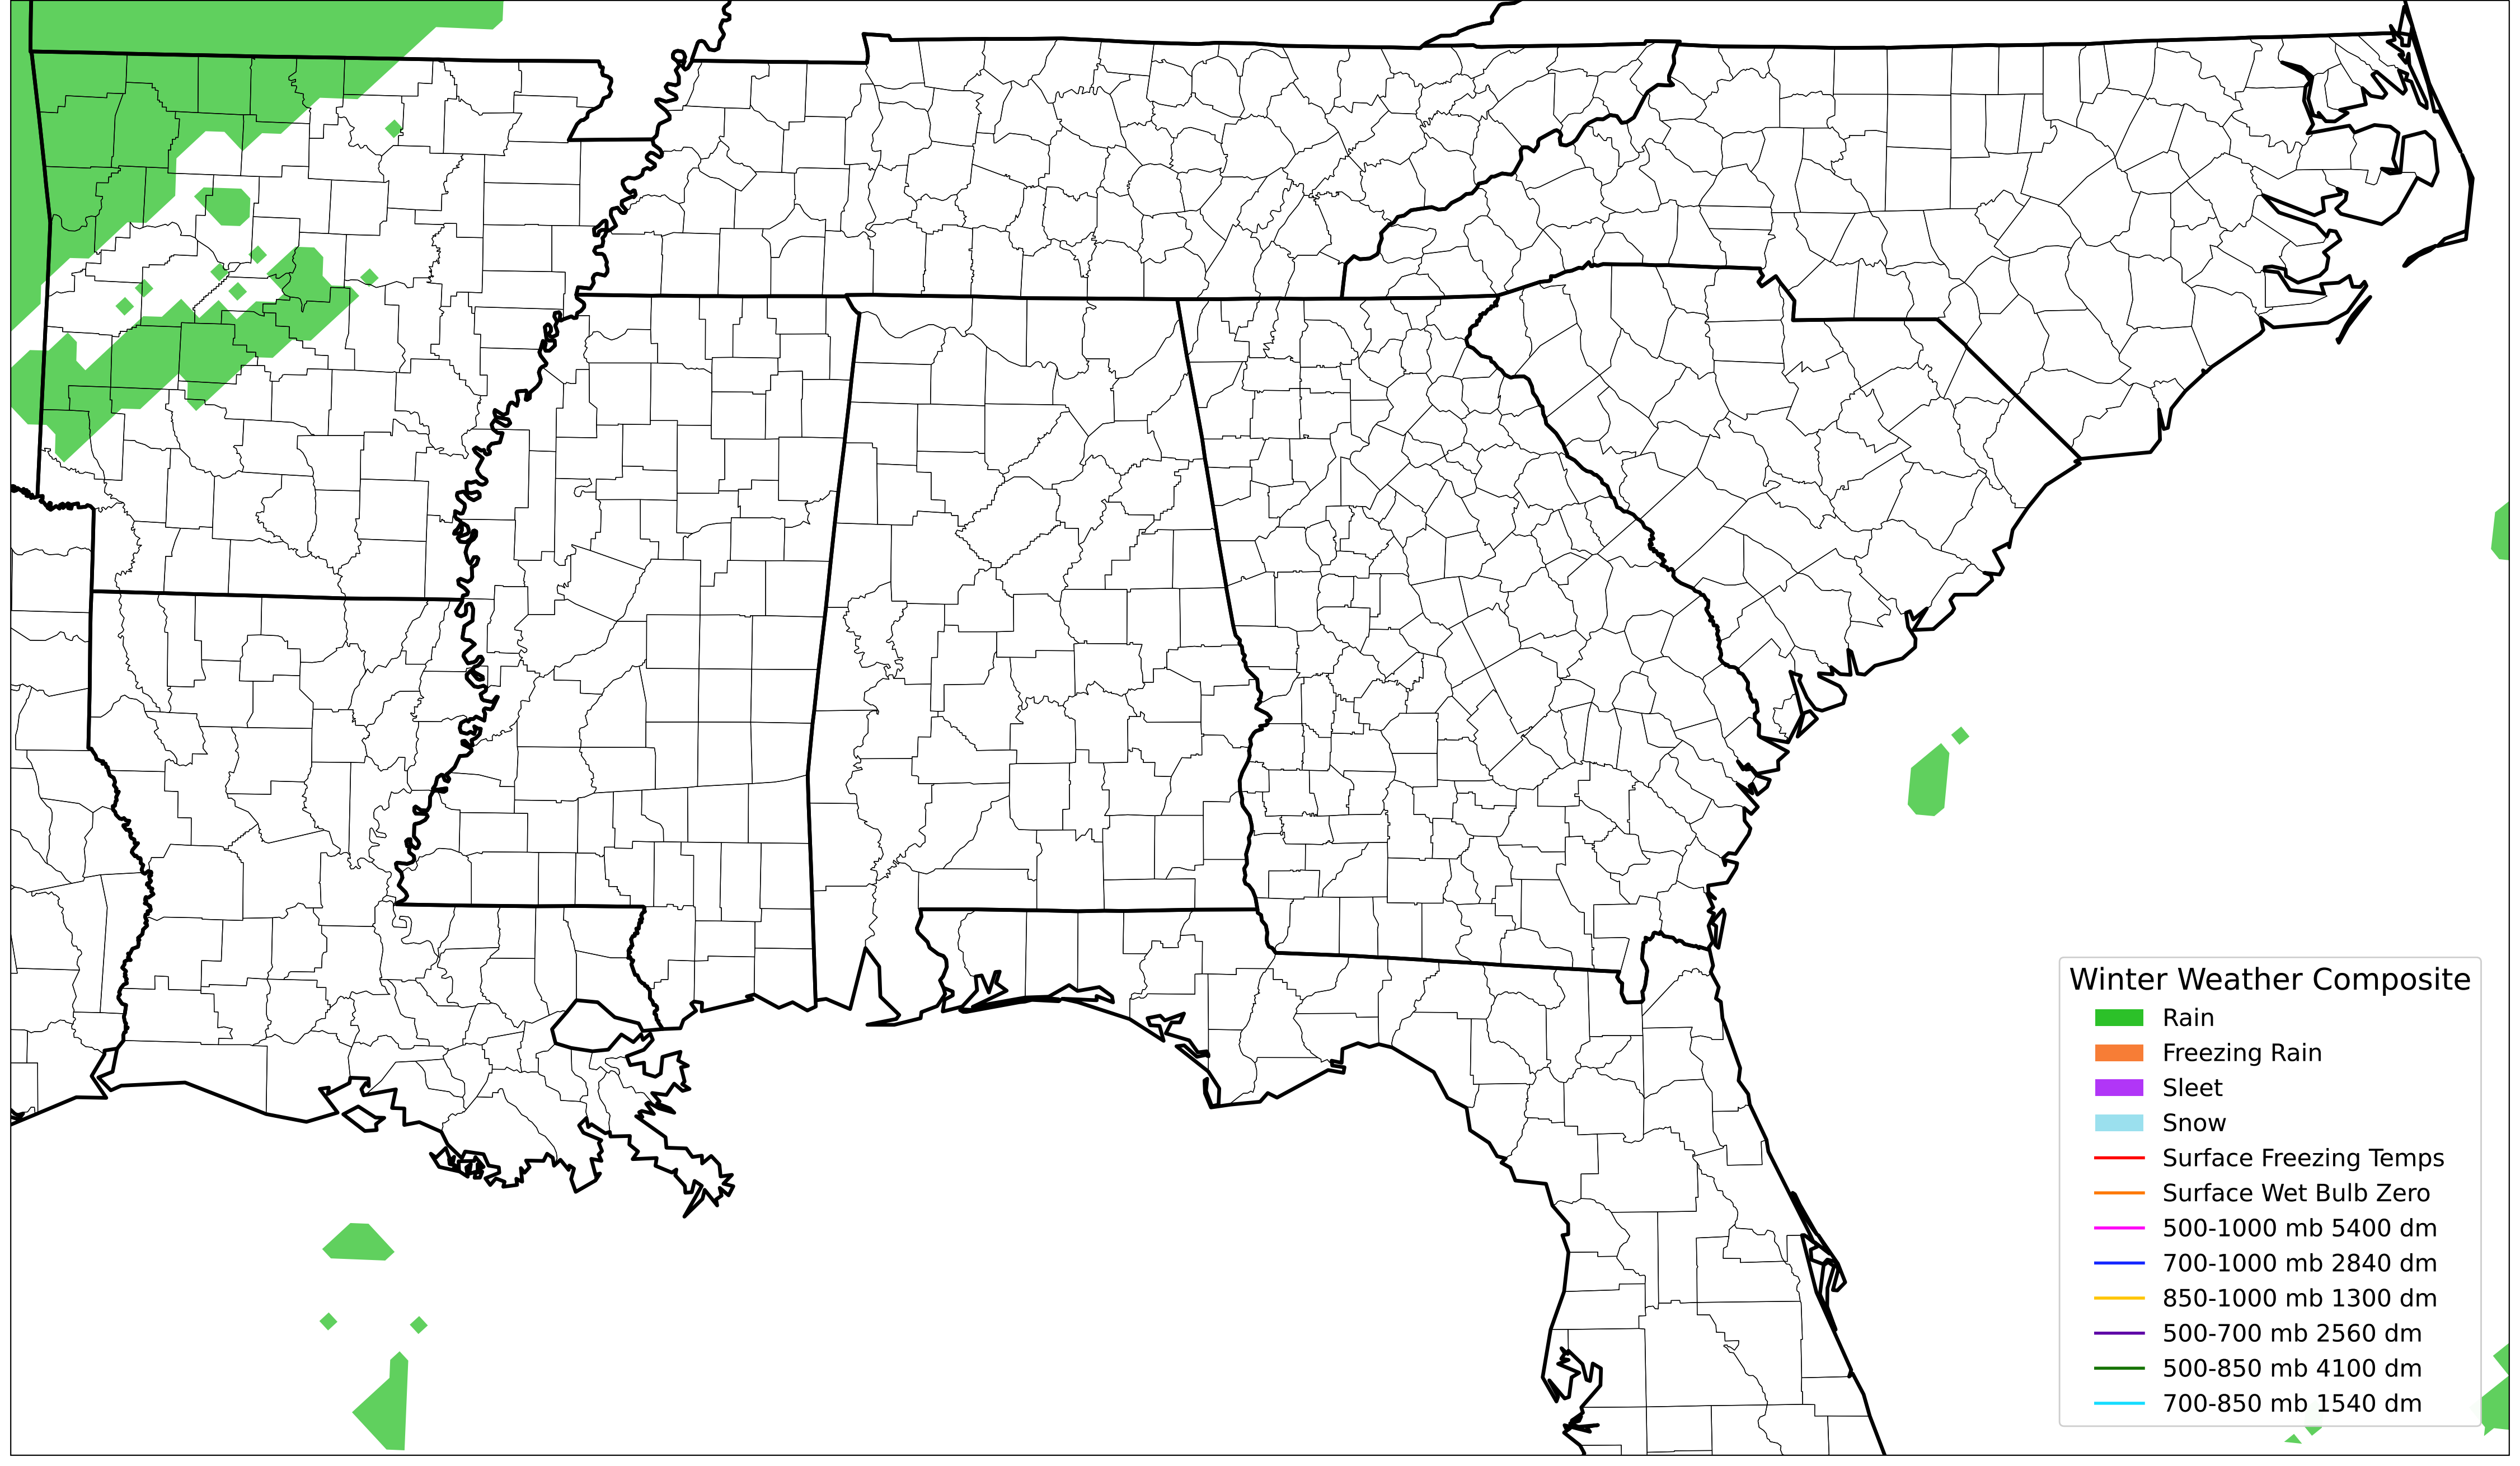 Winter Weather Composite
Rain
Freezing Rain
Sleet
Snow
Surface Freezing Temps
Surface Wet Bulb Zero
500-1000 mb 5400 dm
700-1000 mb 2840 dm
850-1000 mb 1300 dm
500-700 mb 2560 dm
500-850 mb 4100 dm
700-850 mb 1540 dm